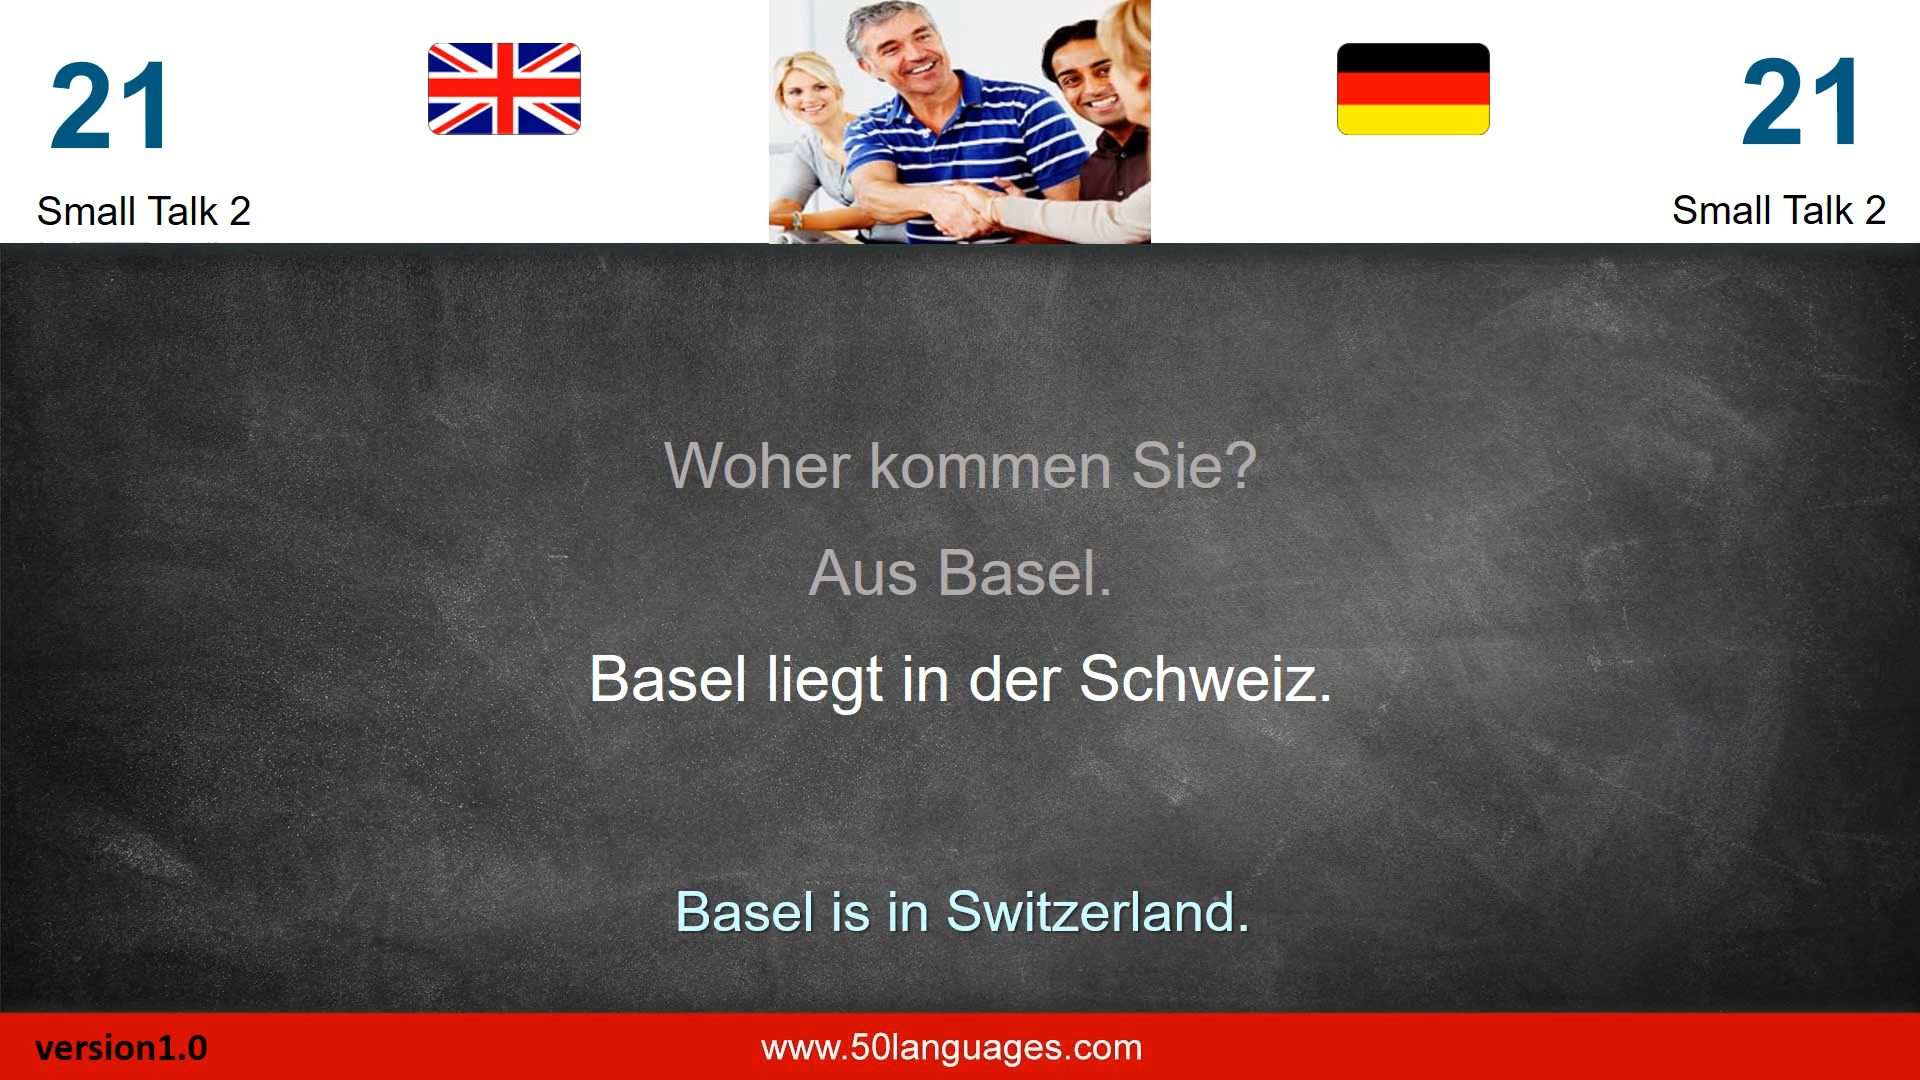 21
21
Small Talk 2
Small Talk 2
Woher kommen Sie?
Aus Basel.
Basel liegt in der Schweiz.
Basel is in Switzerland.
version1.0
www.50languages.com